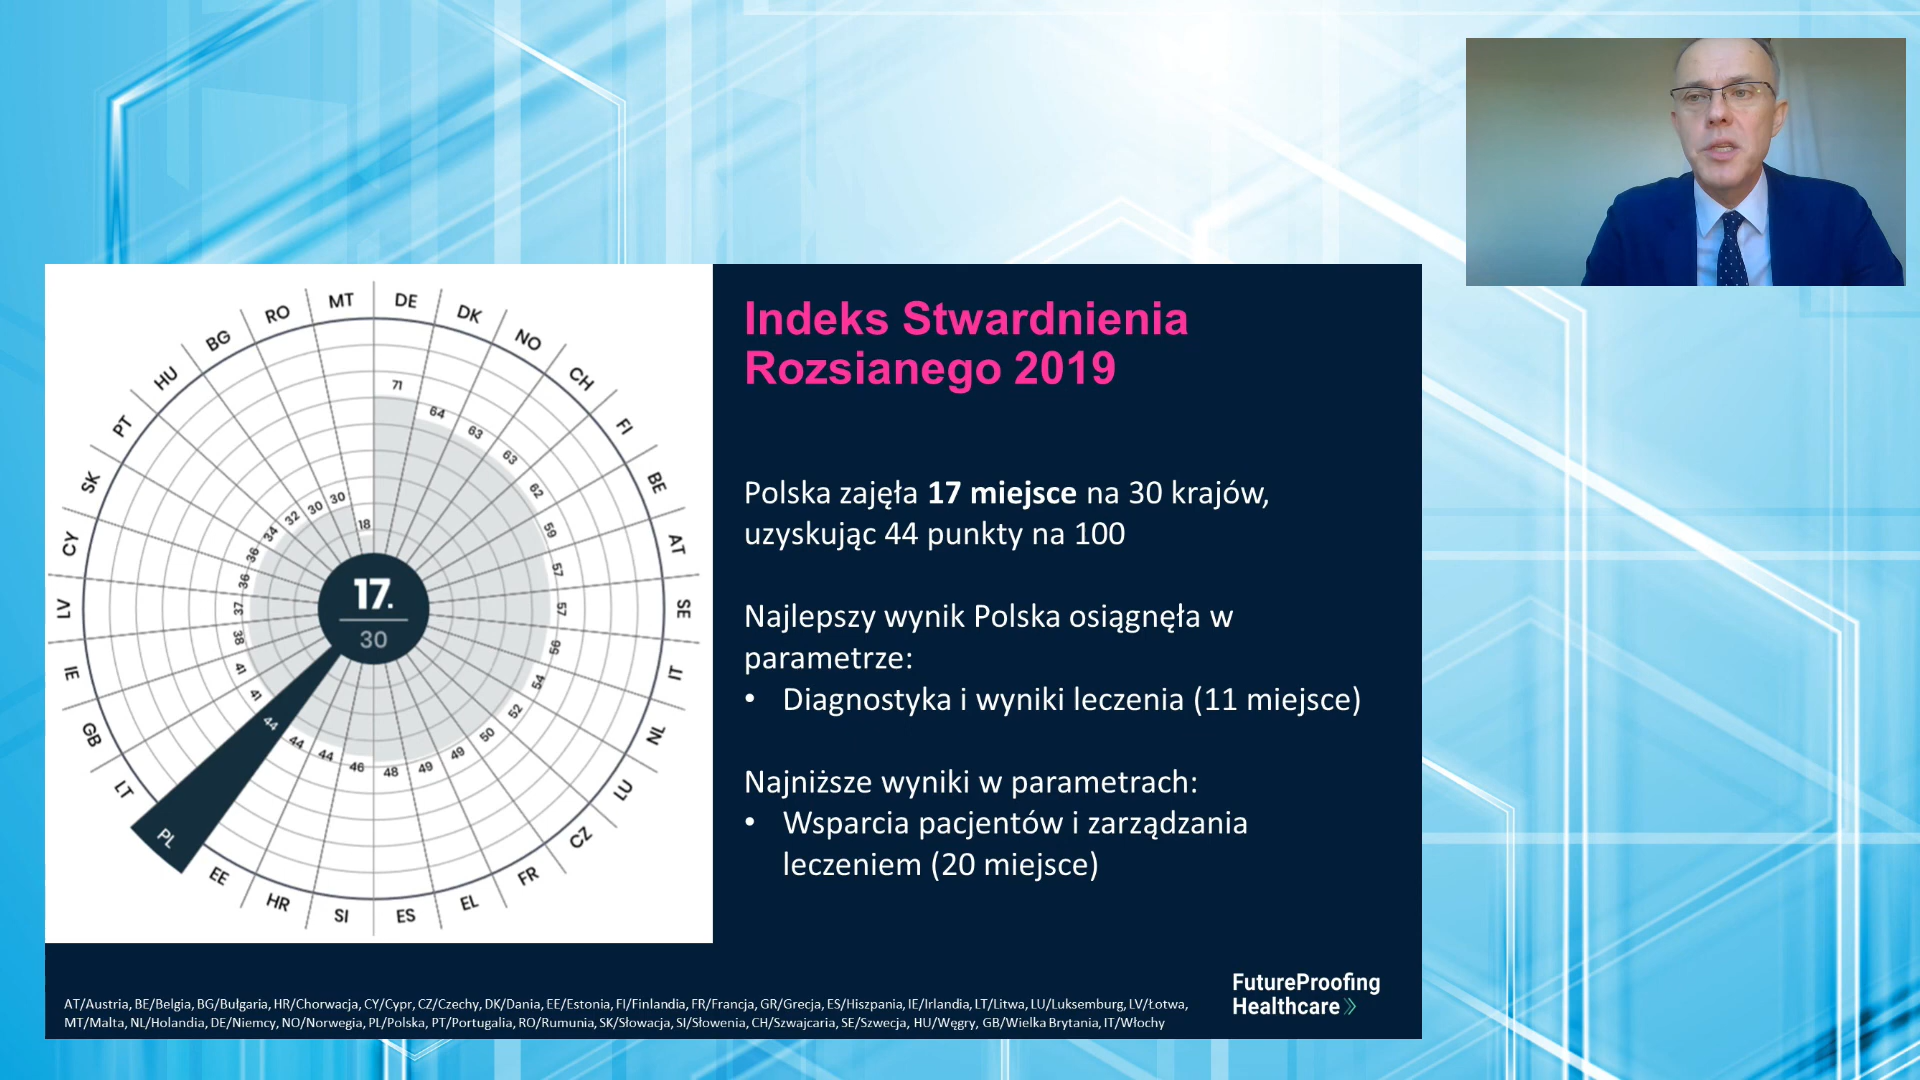 Indeks Stwardnienia
Rozsianego 2019
Polska zajęła 17 miejsce na 30 krajów,
uzyskując 44 punkty na 100
Najlepszy wynik Polska osiągnęła w
parametrze:
• Diagnostyka i wyniki leczenia (11 miejsce)
Najniższe wyniki w parametrach:
• Wsparcia pacjentów i zarządzania
leczeniem (20 miejsce)
DE
DK
NO
CH
FI
BE
AT
SE
IT
NL
LU
CZ
FR
EL
ES
SI
HR
EE
PL
LT
GB
IE
LV
CY
SK
PT
HU
BG
RO
MT
71
64
63
63
62
59
57
57
56
54
52
50
49
49
48
46
44
44
44
41
41
38
37
36
36
34
32
30
30
18
17.
30
AT/Austria, BE/Belgia, BG/Bułgaria, HR/Chorwacja, CY/Cypr, CZ/Czechy, DK/Dania, EE/Estonia, FI/Finlandia, FR/Francja, GR/Grecja, ES/Hiszpania, IE/Irlandia, LT/Litwa, LU/Luksemburg, LV/Łotwa,
MT/Malta, NL/Holandia, DE/Niemcy, NO/Norwegia, PL/Polska, PT/Portugalia, RO/Rumunia, SK/Słowacja, SI/Słowenia, CH/Szwajcaria, SE/Szwecja, HU/Węgry, GB/Wielka Brytania, IT/Włochy
FutureProofing
Healthcare